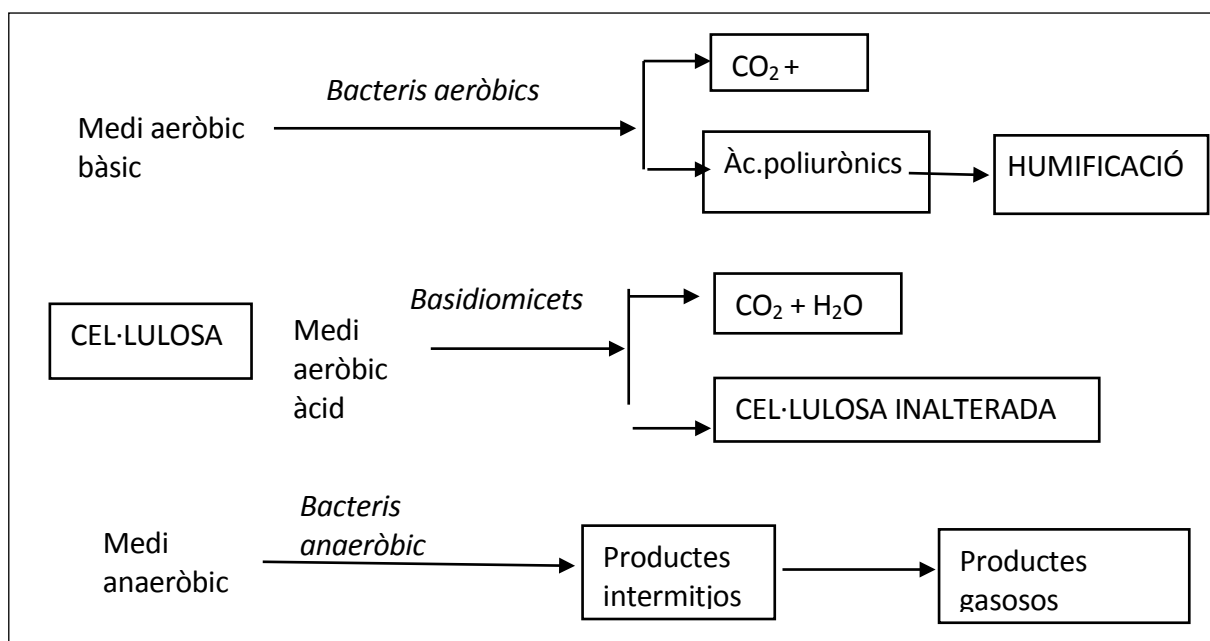 CO₂ +
Bacteris aeròbics
Medi aeròbic
bàsic
Àc.poliurònics
HUMIFICACIÓ
Basidiomicets
CO₂ + H₂O
CEL·LULOSA
Medi
aeròbic
àcid
CEL·LULOSA INALTERADA
Bacteris
anaeròbic
Medi
anaeròbic
Productes
intermitjos
Productes
gasosos